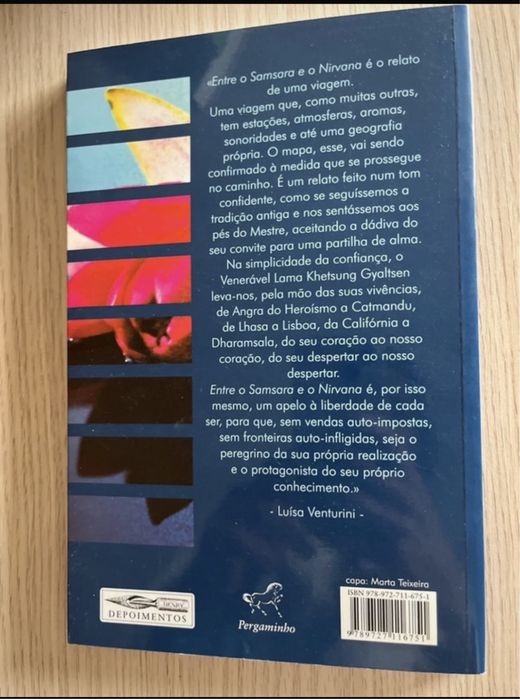 «Entre o Samsara e o Nirvana é o relato
de uma viagem.
Uma viagem que, como muitas outras,
tem estações, atmosferas, aromas,
sonoridades e até uma geografia
própria. O mapa, esse, vai sendo
confirmado à medida que se prossegue
no caminho. É um relato feito num tom
confidente, como se seguíssemos a
tradição antiga e nos sentássemos aos
pés do Mestre, aceitando a dádiva do
seu convite para uma partilha de alma.
Na simplicidade da confiança, o
Venerável Lama Khetsung Gyaltsen
leva-nos, pela mão das suas vivências,
de Angra do Heroísmo a Catmandu,
de Lhasa a Lisboa, da Califórnia a
Dharamsala, do seu coração ao nosso
coração, do seu despertar ao nosso
despertar.
Entre o Samsara e o Nirvana é, por isso
mesmo, um apelo à liberdade de cada
ser, para que, sem vendas auto-impostas,
sem fronteiras auto-infligidas, seja o
peregrino da sua própria realização
e o protagonista do seu próprio
conhecimento.»
- Luísa Venturini -
capa: Marta Teixeira
ISBN 978-972-711-675-1
9 789727 116751
DEPOIMENTOS
Pergaminho